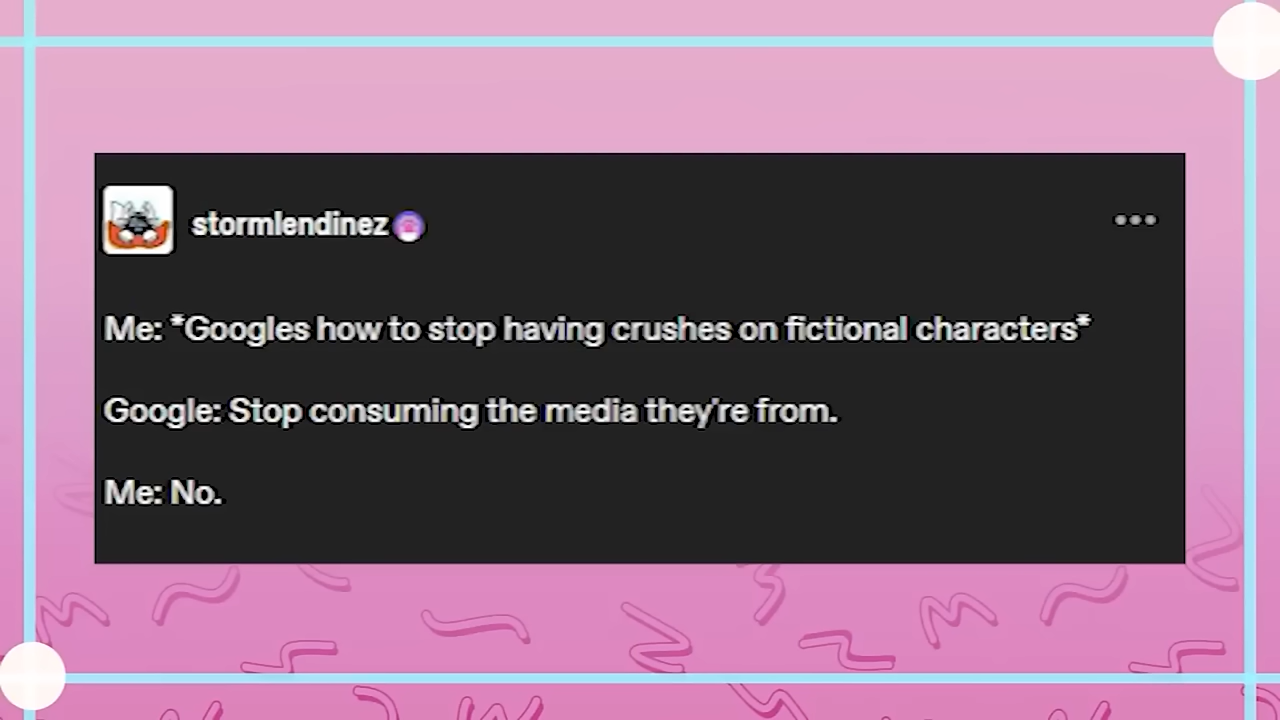 stormlendinez
Me: *Googles how to stop having crushes on fictional characters*
Google: Stop consuming the media they're from.
Me: No.